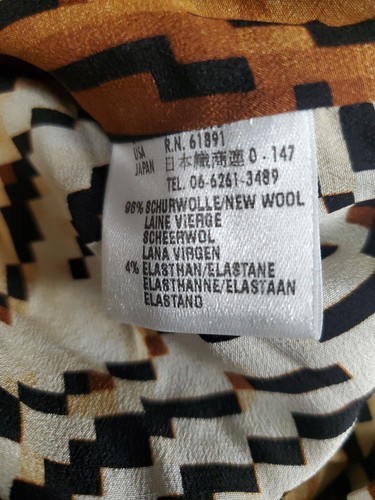 USA R.N. 61891
JAPAN 日本織商連 0-147
TEL. 06-6261-3489
96% SCHURWOLLE/NEW WOOL
LAINE VIERGE
SCHEERWOL
LANA VIRGEN
4% ELASTHAN/ELASTANE
ELASTHANNE/ELASTAAN
ELASTANO